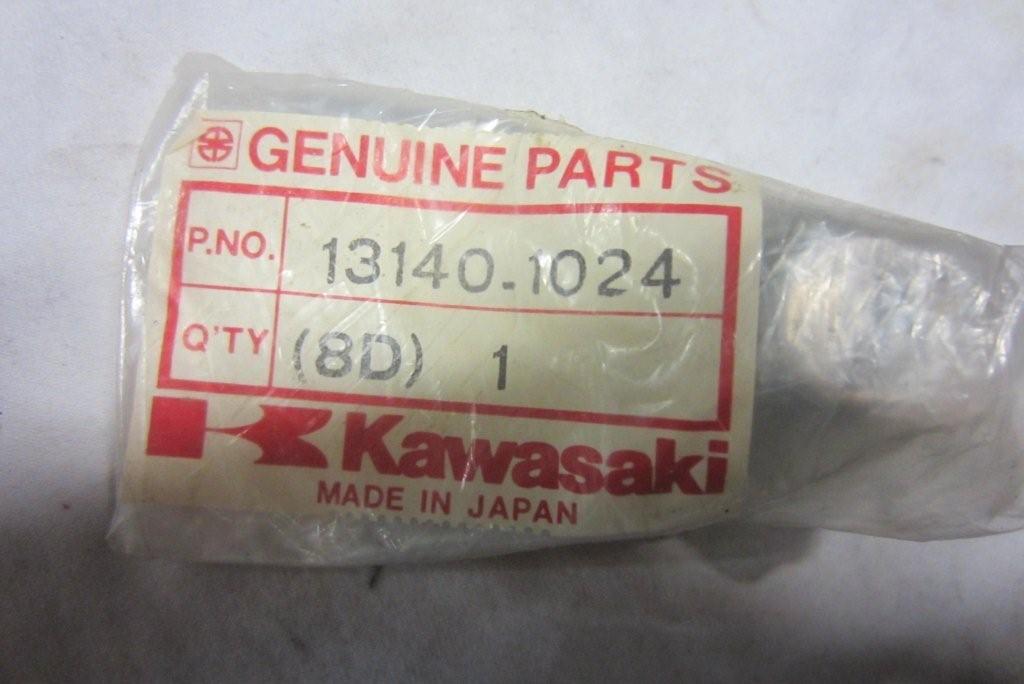 GENUINE PARTS
P.NO. 13140-1024
Q'TY (8D) 1
Kawasaki
MADE IN JAPAN